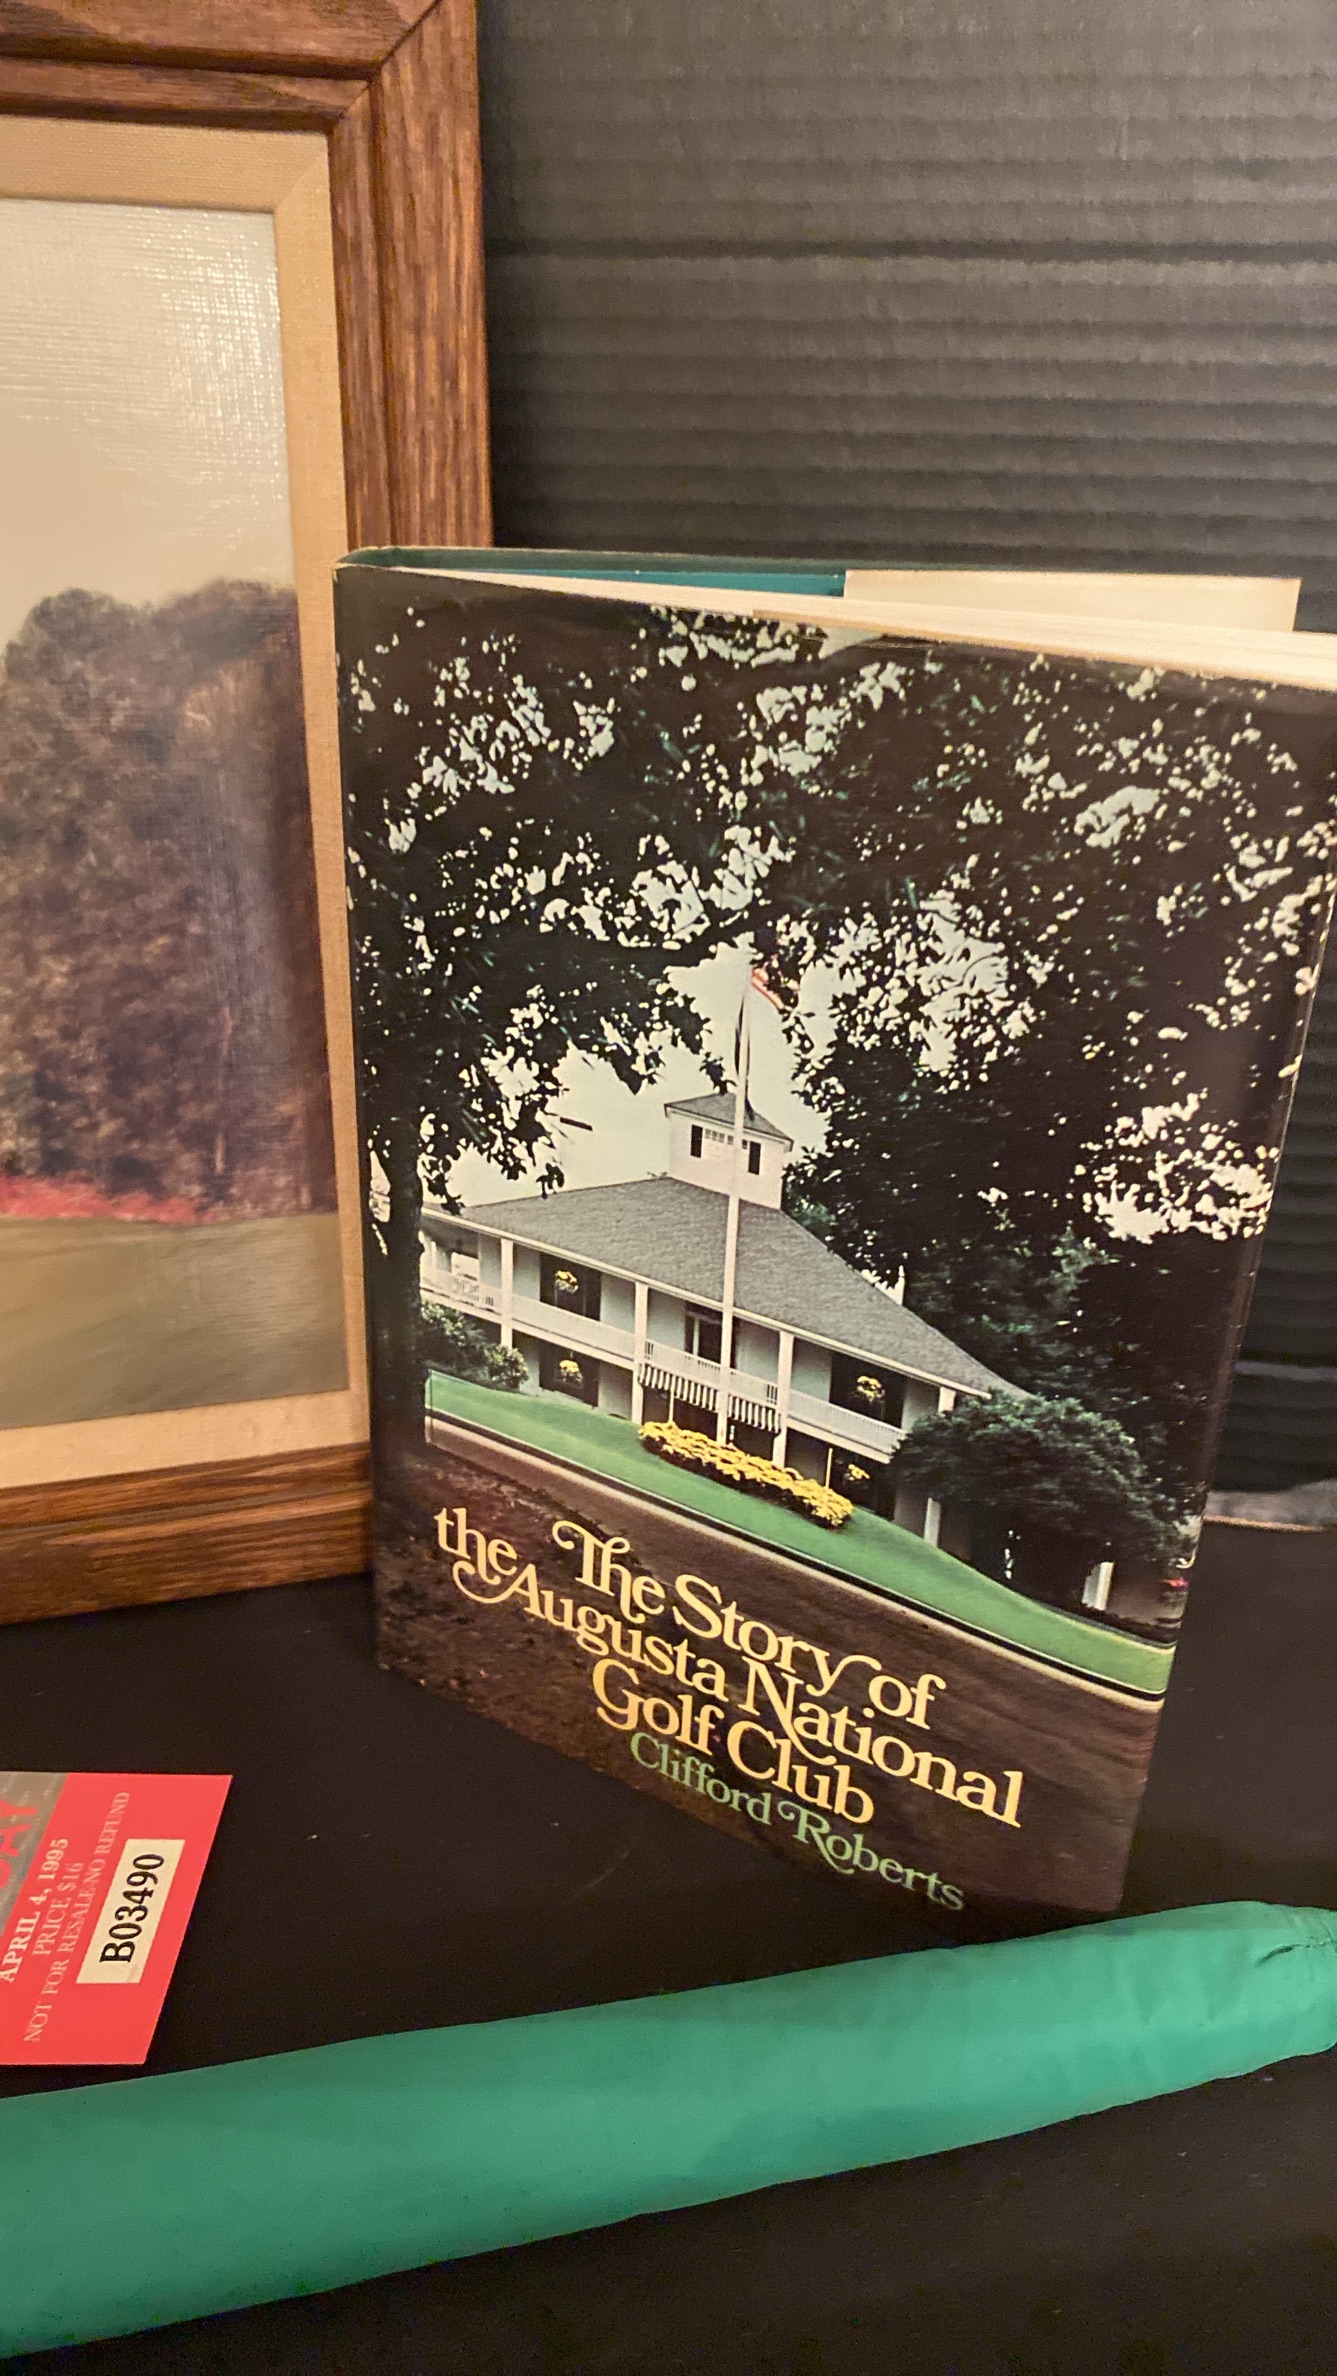 The Story of
the Augusta National
Golf Club
Clifford Roberts
DAY
APRIL 4, 1995
PRICE $16
NOT FOR RESALE-NO REFUND
B03490